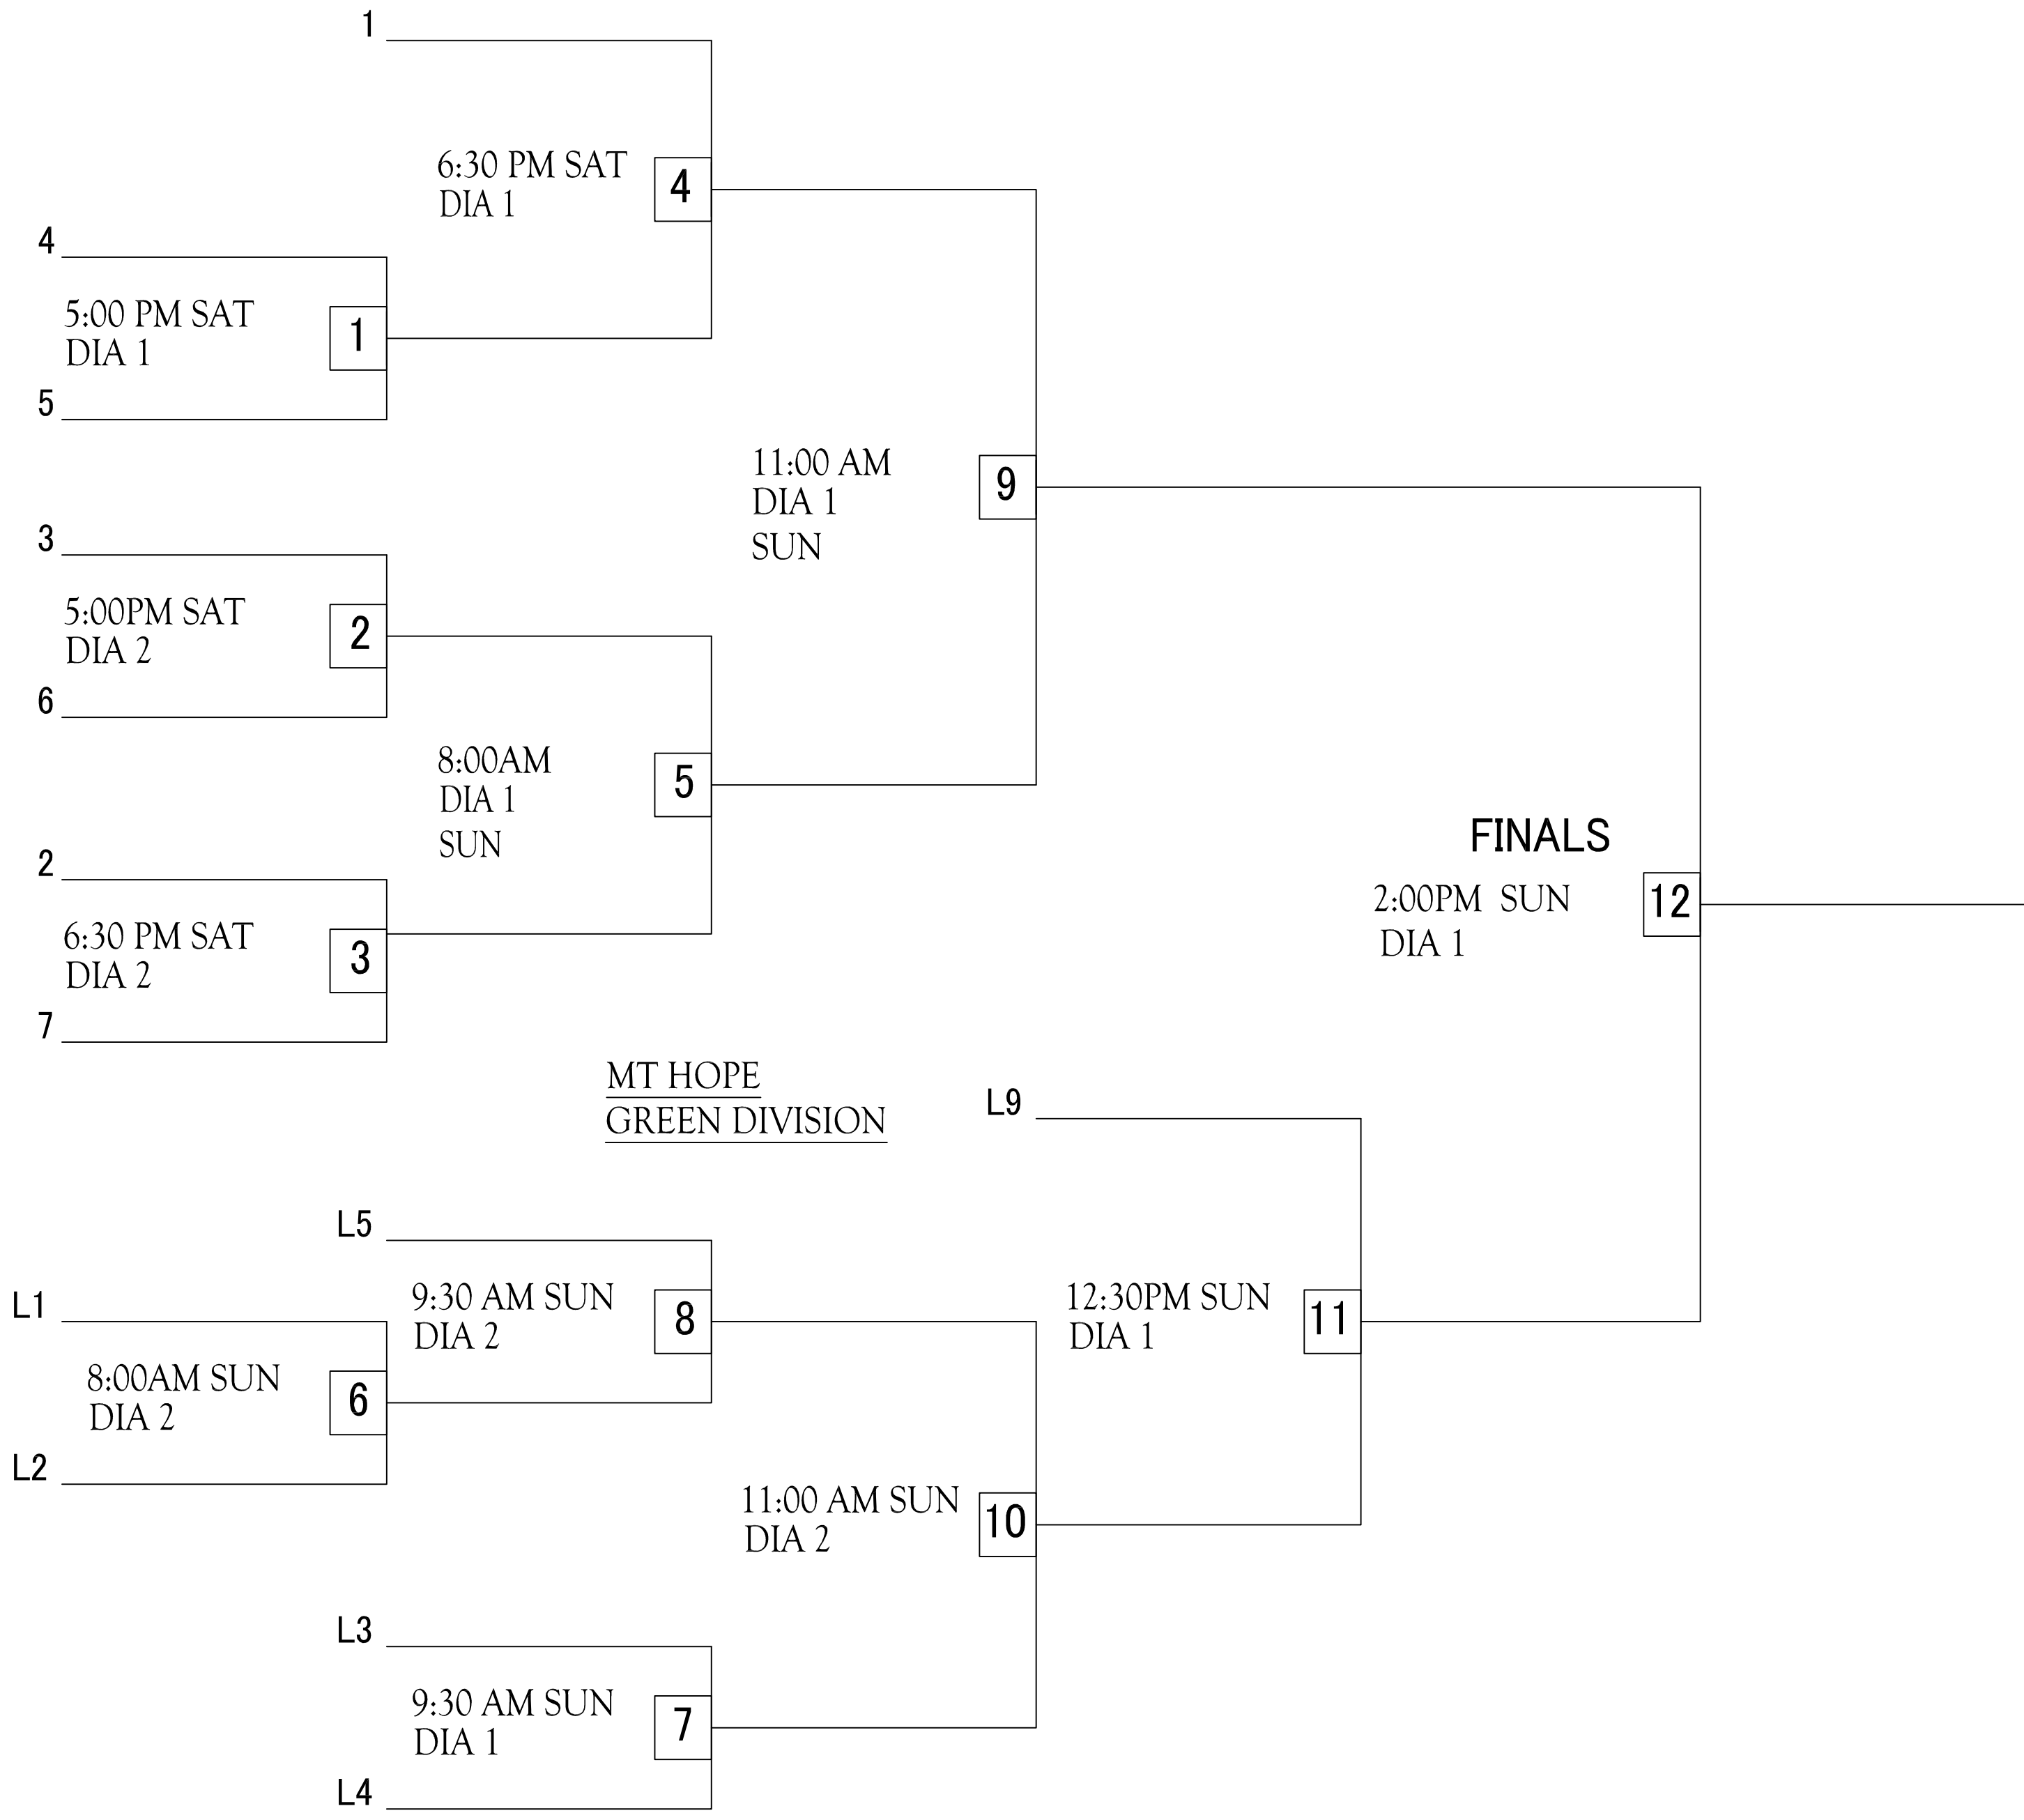 1
6:30 PM SAT
DIA 1
4
4
5:00 PM SAT
DIA 1
1
5
11:00 AM
DIA 1
SUN
9
3
5:00PM SAT
DIA 2
2
6
8:00AM
DIA 1
SUN
5
FINALS
2:00PM SUN
DIA 1
12
2
6:30 PM SAT
DIA 2
3
7
MT HOPE
GREEN DIVISION
L9
L5
L1
9:30 AM SUN
DIA 2
8
12:30PM SUN
DIA 1
11
8:00AM SUN
DIA 2
6
L2
11:00 AM SUN
DIA 2
10
L3
9:30 AM SUN
DIA 1
7
L4